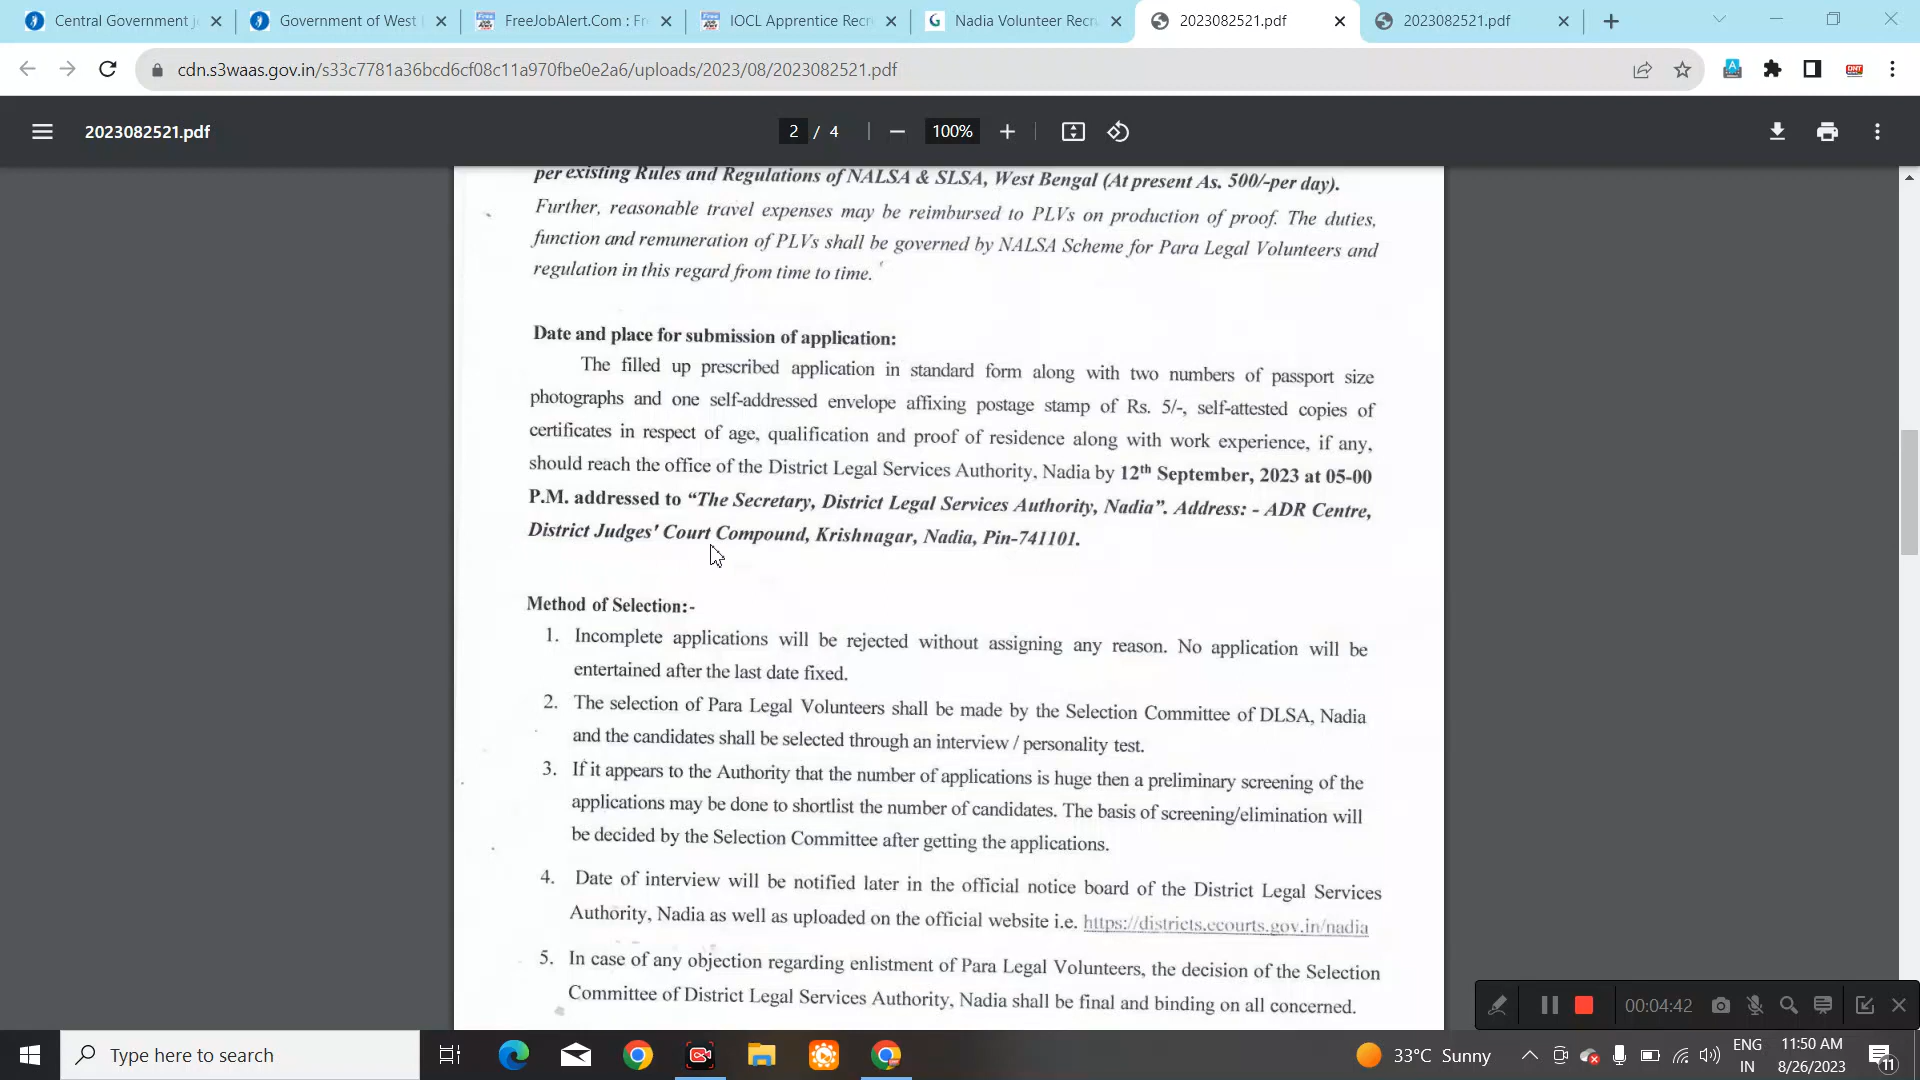 Central Government j
Government of West
FreeJobAlert.Com : Fr
IOCL Apprentice Recr
Nadia Volunteer Recr
2023082521.pdf
2023082521.pdf
cdn.s3waas.gov.in/s33c7781a36bcd6cf08c11a970fbe0e2a6/uploads/2023/08/2023082521.pdf
2023082521.pdf
2 / 4
100%
per existing Rules and Regulations of NALSA & SLSA, West Bengal (At present As. 500/-per day).
Further, reasonable travel expenses may be reimbursed to PLVs on production of proof. The duties,
function and remuneration of PLVs shall be governed by NALSA Scheme for Para Legal Volunteers and
regulation in this regard from time to time.
Date and place for submission of application:
The filled up prescribed application in standard form along with two numbers of passport size
photographs and one self-addressed envelope affixing postage stamp of Rs. 5/-, self-attested copies of
certificates in respect of age, qualification and proof of residence along with work experience, if any,
should reach the office of the District Legal Services Authority, Nadia by 12th September, 2023 at 05-00
P.M. addressed to “The Secretary, District Legal Services Authority, Nadia”. Address: - ADR Centre,
District Judges' Court Compound, Krishnagar, Nadia, Pin-741101.
Method of Selection:-
1. Incomplete applications will be rejected without assigning any reason. No application will be
entertained after the last date fixed.
2. The selection of Para Legal Volunteers shall be made by the Selection Committee of DLSA, Nadia
and the candidates shall be selected through an interview / personality test.
3. If it appears to the Authority that the number of applications is huge then a preliminary screening of the
applications may be done to shortlist the number of candidates. The basis of screening/elimination will
be decided by the Selection Committee after getting the applications.
4. Date of interview will be notified later in the official notice board of the District Legal Services
Authority, Nadia as well as uploaded on the official website i.e. https://districts.ecourts.gov.in/nadia
5. In case of any objection regarding enlistment of Para Legal Volunteers, the decision of the Selection
Committee of District Legal Services Authority, Nadia shall be final and binding on all concerned.
00:04:42
Type here to search
33°C Sunny
ENG
IN
11:50 AM
8/26/2023
11